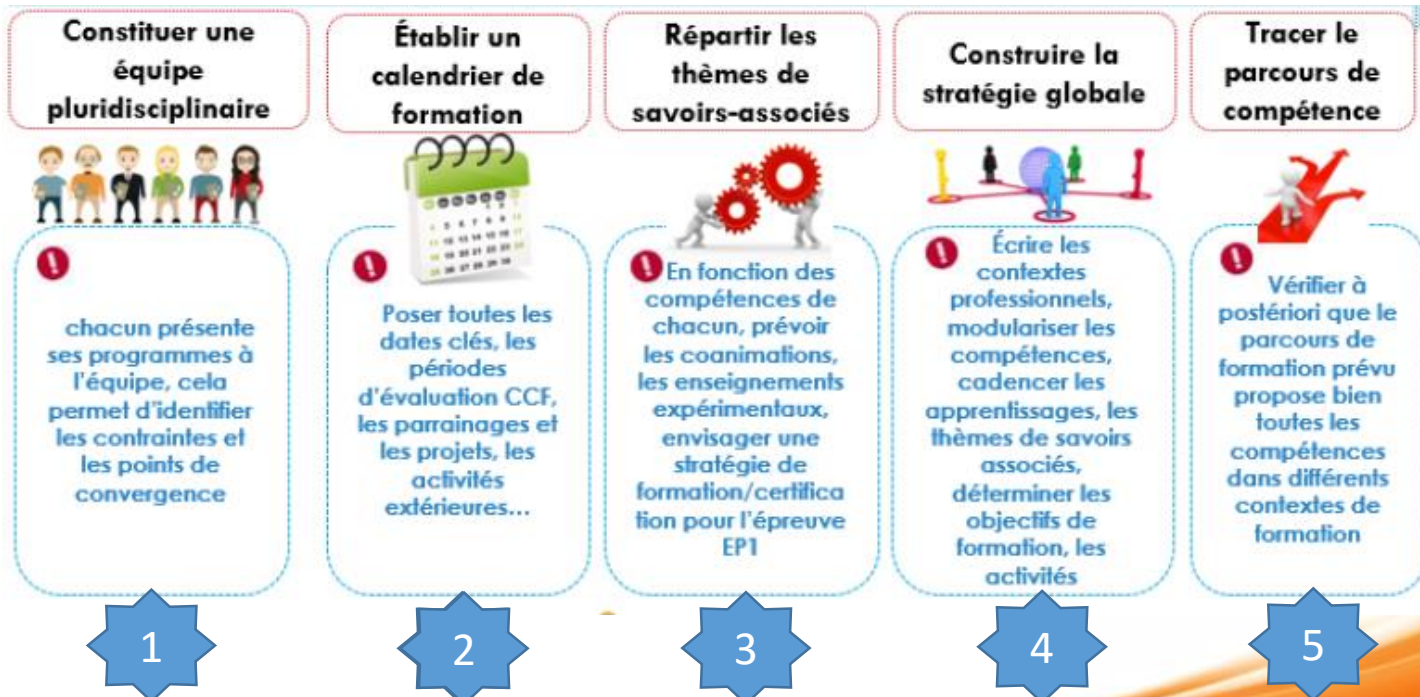 Constituer une
équipe
pluridisciplinaire
chacun présente
ses programmes à
l'équipe, cela
permet d'identifier
les contraintes et
les points de
convergence
1
Établir un
calendrier de
formation
Poser toutes les
dates clés, les
périodes
d'évaluation CCF,
les parrainages et
les projets, les
activités
extérieures...
2
Répartir les
thèmes de
savoirs-associés
En fonction des
compétences de
chacun, prévoir
les coanimations,
les enseignements
expérimentaux,
envisager une
stratégie de
formation/certifica
tion pour l'épreuve
EP1
3
Construire la
stratégie globale
Écrire les
contextes
professionnels,
modulariser les
compétences,
cadencer les
apprentissages, les
thèmes de savoirs
associés,
déterminer les
objectifs de
formation, les
activités
4
Tracer le
parcours de
compétence
Vérifier à
postériori que le
parcours de
formation prévu
propose bien
toutes les
compétences
dans différents
contextes de
formation
5